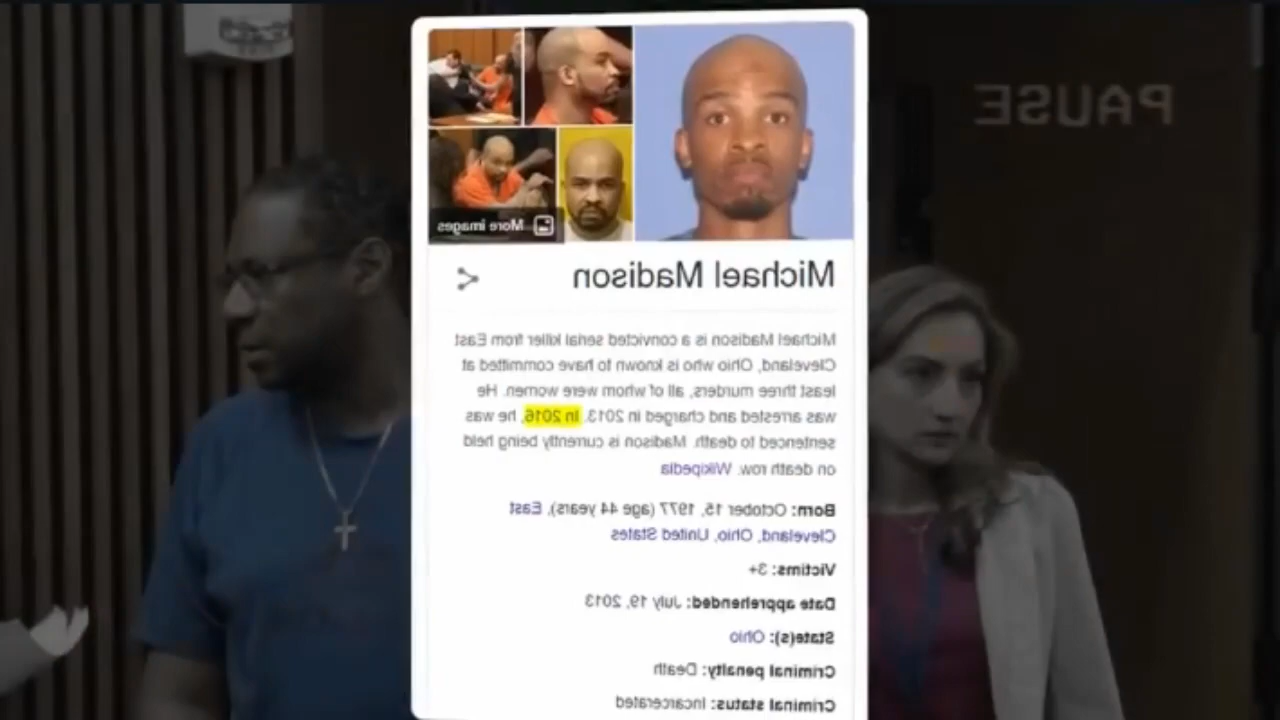 PAUSE
More images
Michael Madison
Michael Madison is a convicted serial killer from East
Cleveland, Ohio who is known to have committed at
least three murders, all of whom were women. He
was arrested and charged in 2013. In 2016, he was
sentenced to death. Madison is currently being held
on death row. Wikipedia
Born: October 15, 1977 (age 44 years), East
Cleveland, Ohio, United States
Victims: 3+
Date apprehended: July 19, 2013
State(s): Ohio
Criminal penalty: Death
Criminal status: Incarcerated